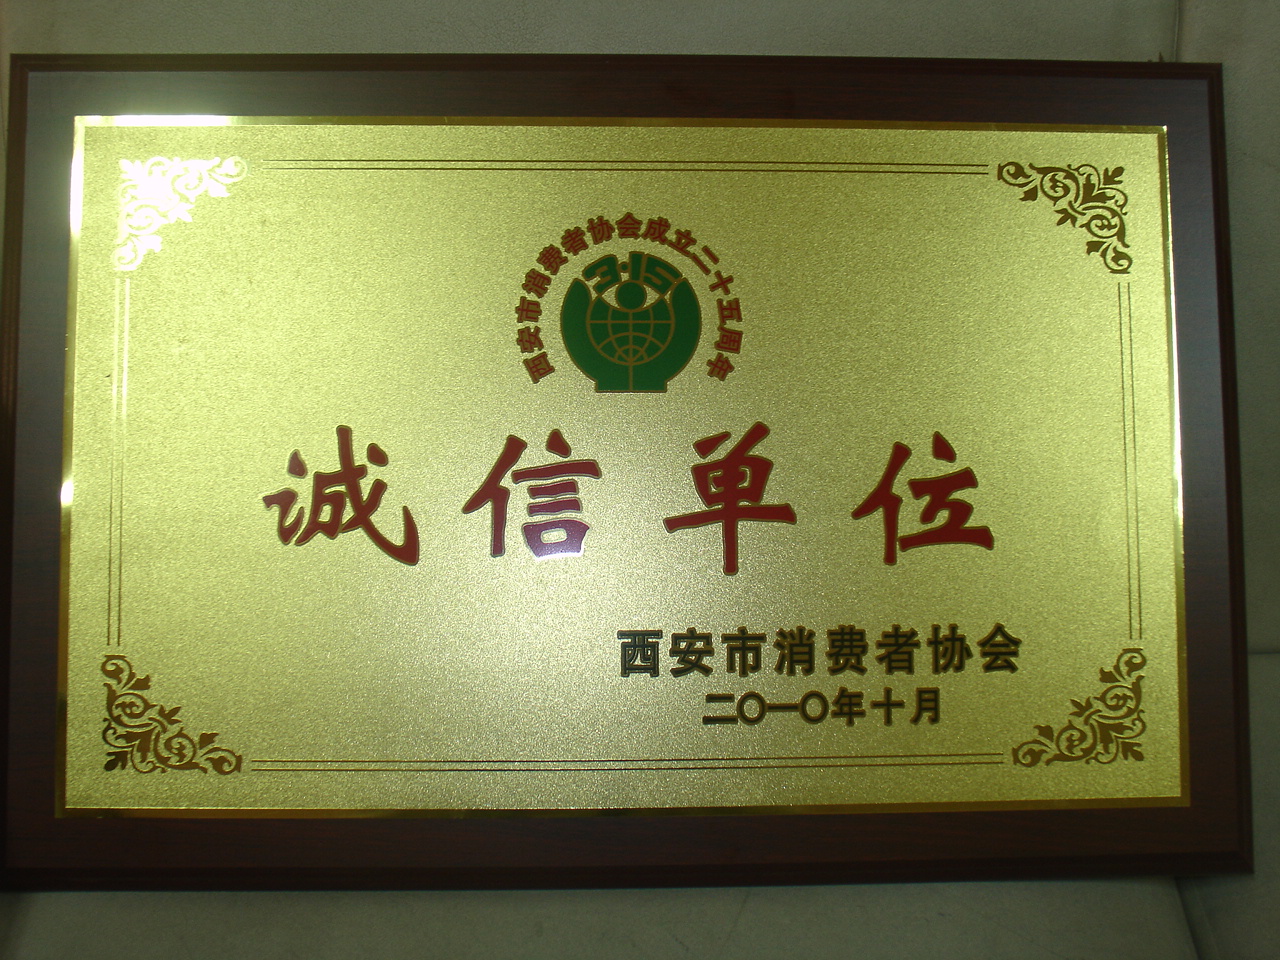 西安市消费者协会成立二十五周年
3·15
诚信单位
西安市消费者协会
二〇一〇年十月